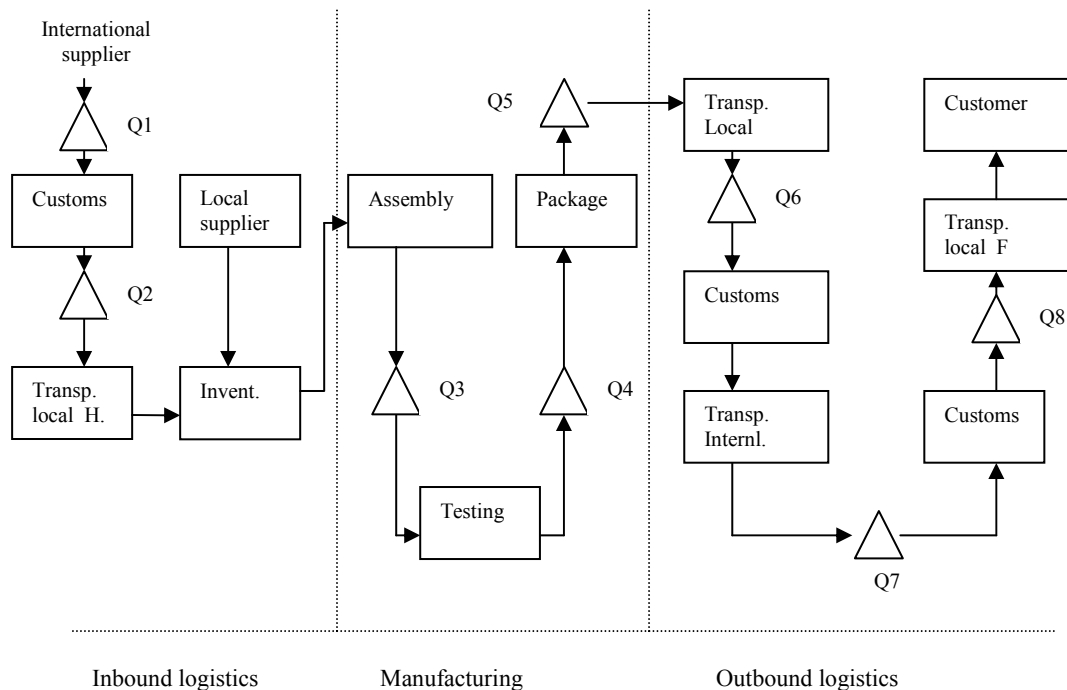 International
supplier
Q1
Customs
Q2
Transp.
local H.
Local
supplier
Invent.
Assembly
Q3
Testing
Q4
Package
Q5
Transp.
Local
Q6
Customs
Transp.
Internl.
Q7
Customs
Q8
Transp.
local F
Customer
Inbound logistics
Manufacturing
Outbound logistics